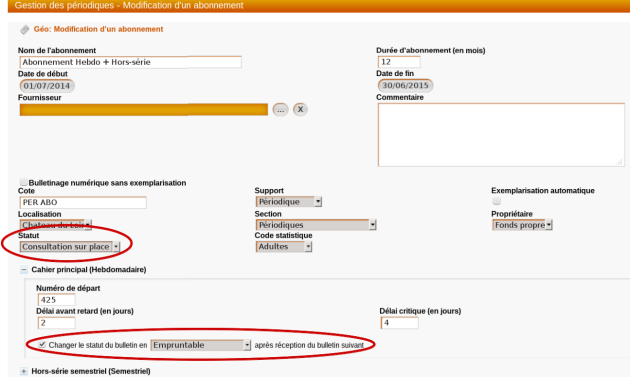 Gestion des périodiques - Modification d'un abonnement
Géo: Modification d'un abonnement
Nom de l'abonnement
Durée d'abonnement (en mois)
Abonnement Hebdo + Hors-série
12
Date de début
Date de fin
01/07/2014
30/06/2015
Fournisseur
Commentaire
... X
Bulletinage numérique sans exemplarisation
Cote
Support
Exemplarisation automatique
PER ABO
Périodique
Localisation
Section
Propriétaire
Chateau du Loir
Périodiques
Fonds propre
Statut
Code statistique
Consultation sur place
Adultes
Cahier principal (Hebdomadaire)
Numéro de départ
425
Délai avant retard (en jours)
Délai critique (en jours)
2
4
Changer le statut du bulletin en Empruntable après réception du bulletin suivant
Hors-série semestriel (Semestriel)